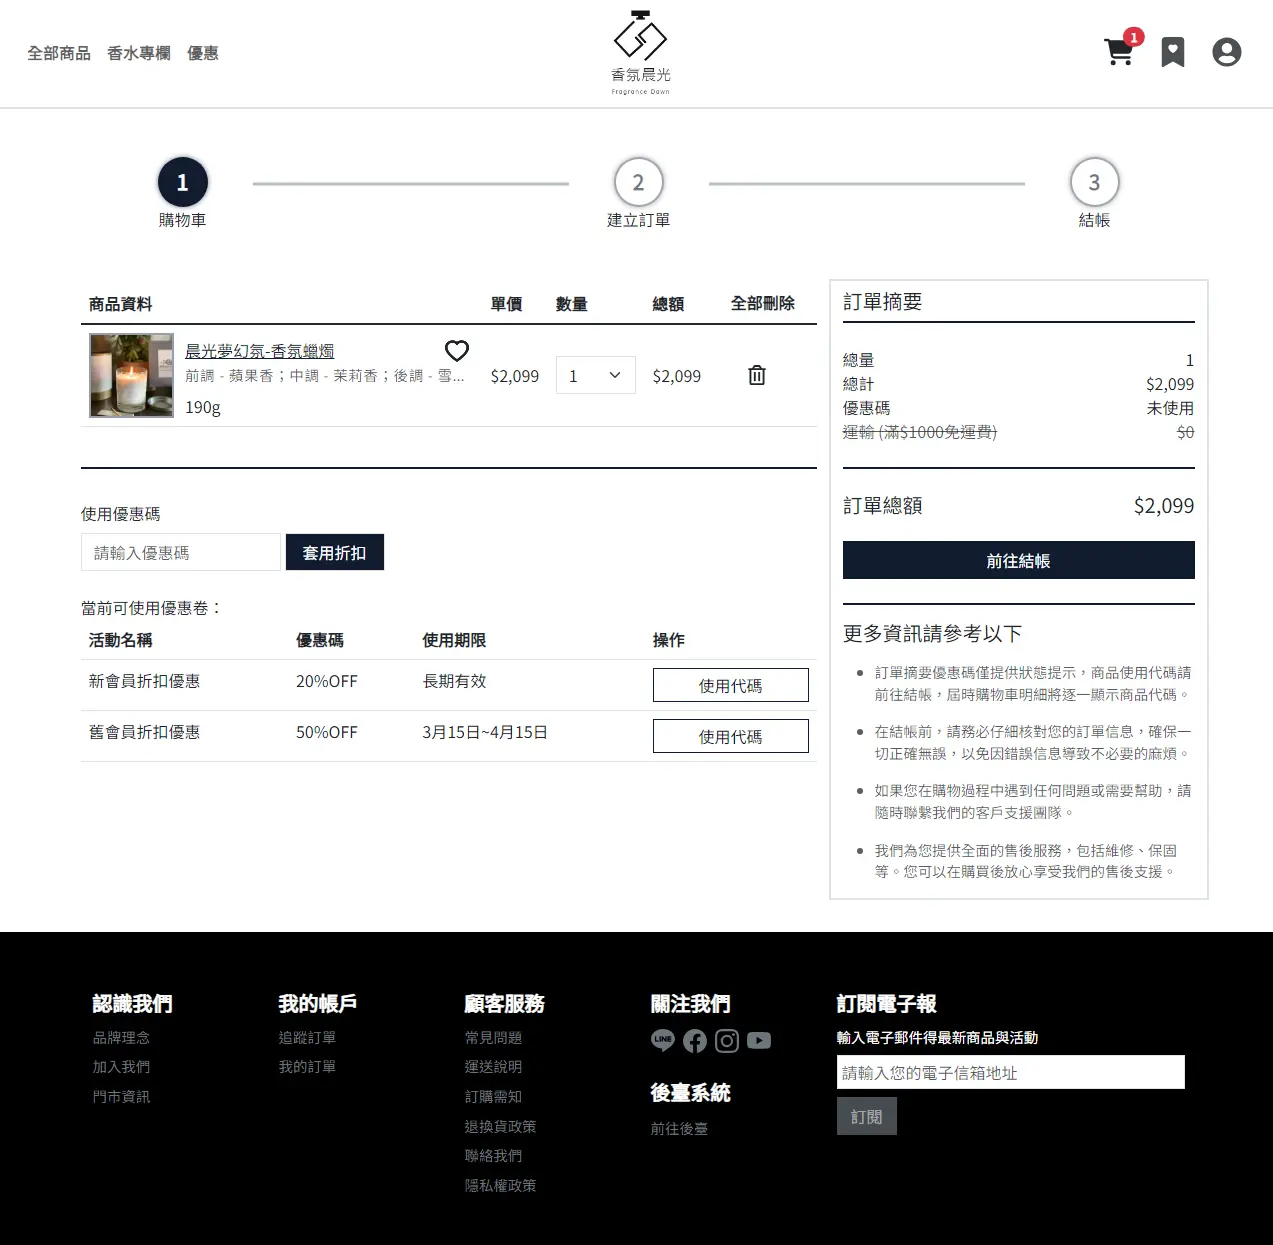 全部商品 香水專欄 優惠
香氛晨光
Fragrance Dawn
1
1
2
3
購物車
建立訂單
結帳
商品資料 單價 數量 總額 全部刪除
晨光夢幻氛-香氛蠟燭
前調 - 蘋果香；中調 - 茉莉香；後調 - 雪...
190g
$2,099 1 $2,099
使用優惠碼
請輸入優惠碼 套用折扣
當前可使用優惠卷：
活動名稱 優惠碼 使用期限 操作
新會員折扣優惠 20%OFF 長期有效 使用代碼
舊會員折扣優惠 50%OFF 3月15日~4月15日 使用代碼
訂單摘要
總量 1
總計 $2,099
優惠碼 未使用
運輸 (滿$1000免運費) $0
訂單總額 $2,099
前往結帳
更多資訊請參考以下
訂單摘要優惠碼僅提供狀態提示，商品使用代碼請
前往結帳，屆時購物車明細將逐一顯示商品代碼。
在結帳前，請務必仔細核對您的訂單信息，確保一
切正確無誤，以免因錯誤信息導致不必要的麻煩。
如果您在購物過程中遇到任何問題或需要幫助，請
隨時聯繫我們的客戶支援團隊。
我們為您提供全面的售後服務，包括維修、保固
等。您可以在購買後放心享受我們的售後支援。
認識我們
品牌理念
加入我們
門市資訊
我的帳戶
追蹤訂單
我的訂單
顧客服務
常見問題
運送說明
訂購需知
退換貨政策
聯絡我們
隱私權政策
關注我們
LINE
後臺系統
前往後臺
訂閱電子報
輸入電子郵件得最新商品與活動
請輸入您的電子信箱地址
訂閱